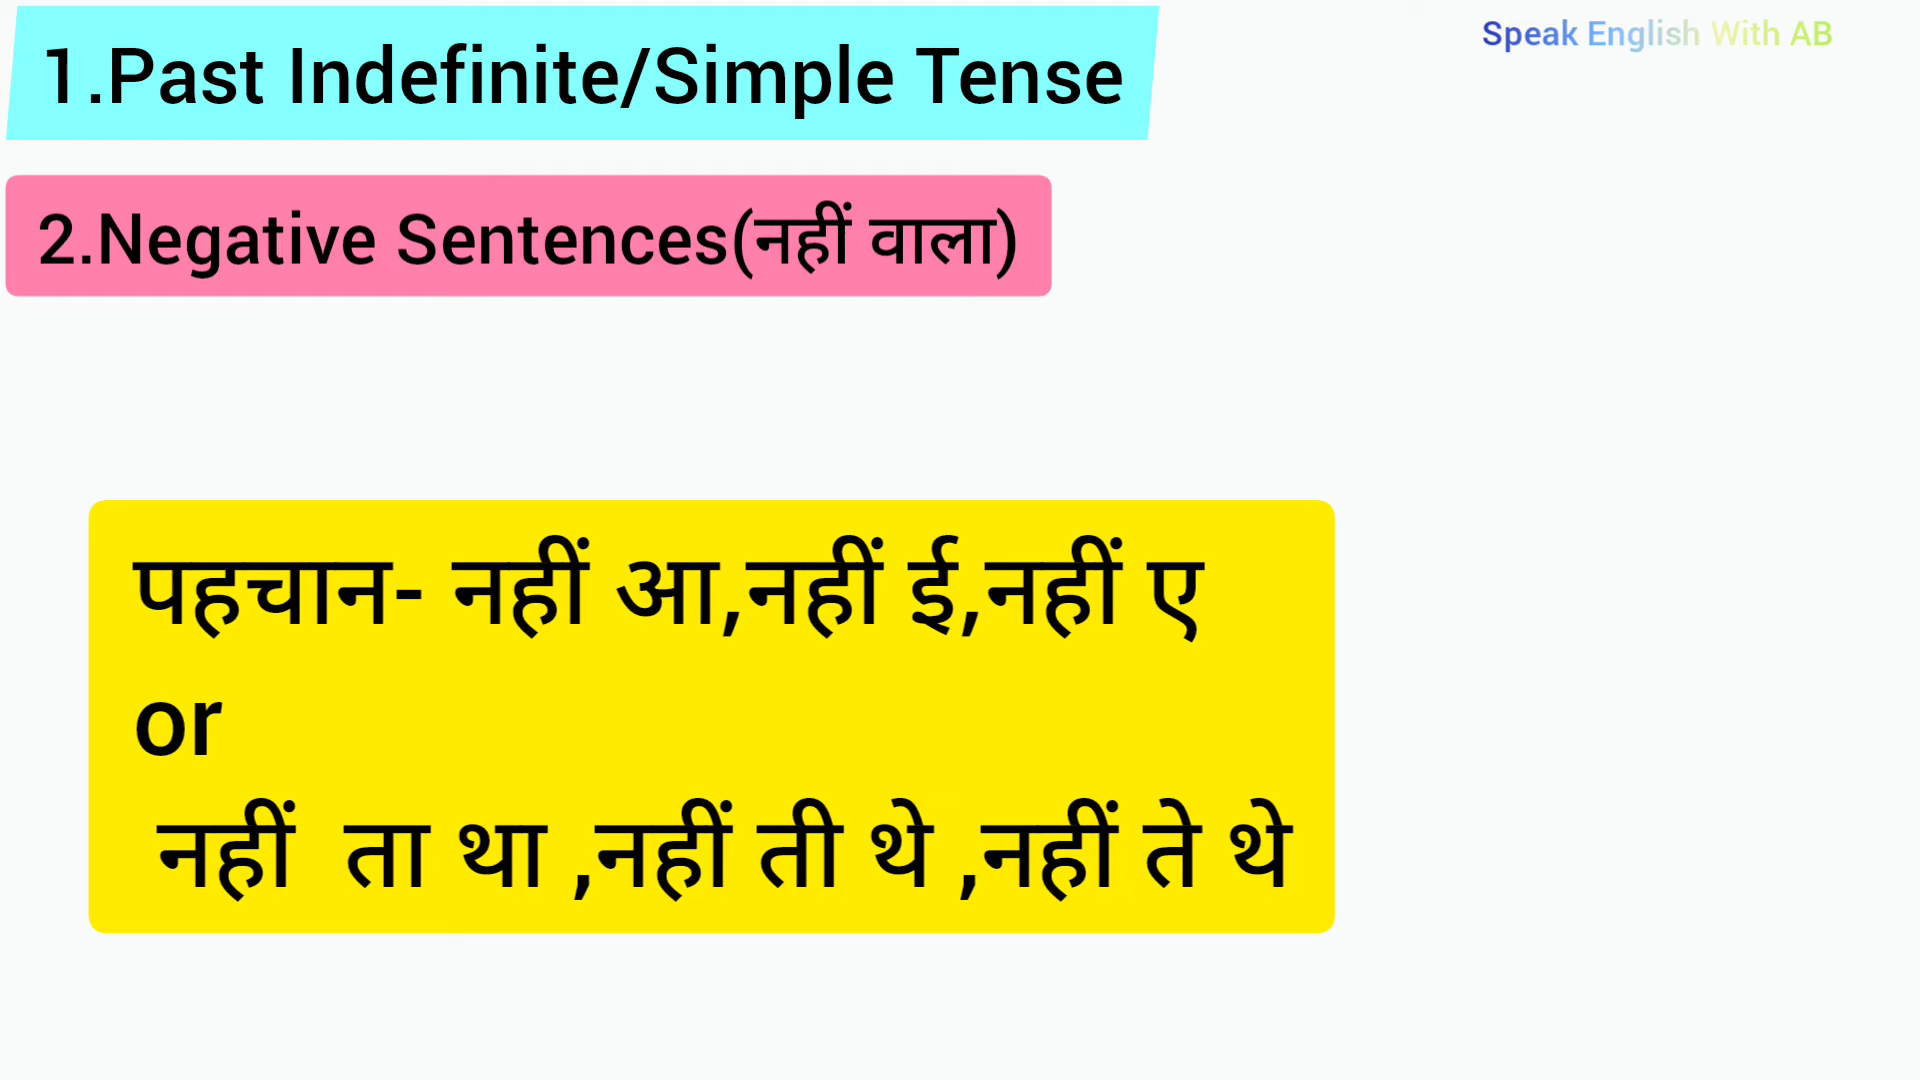 1.Past Indefinite/Simple Tense
Speak English With AB
2.Negative Sentences(नहीं वाला)
पहचान- नहीं आ,नहीं ई,नहीं ए
or
नहीं  ता था ,नहीं ती थे ,नहीं ते थे